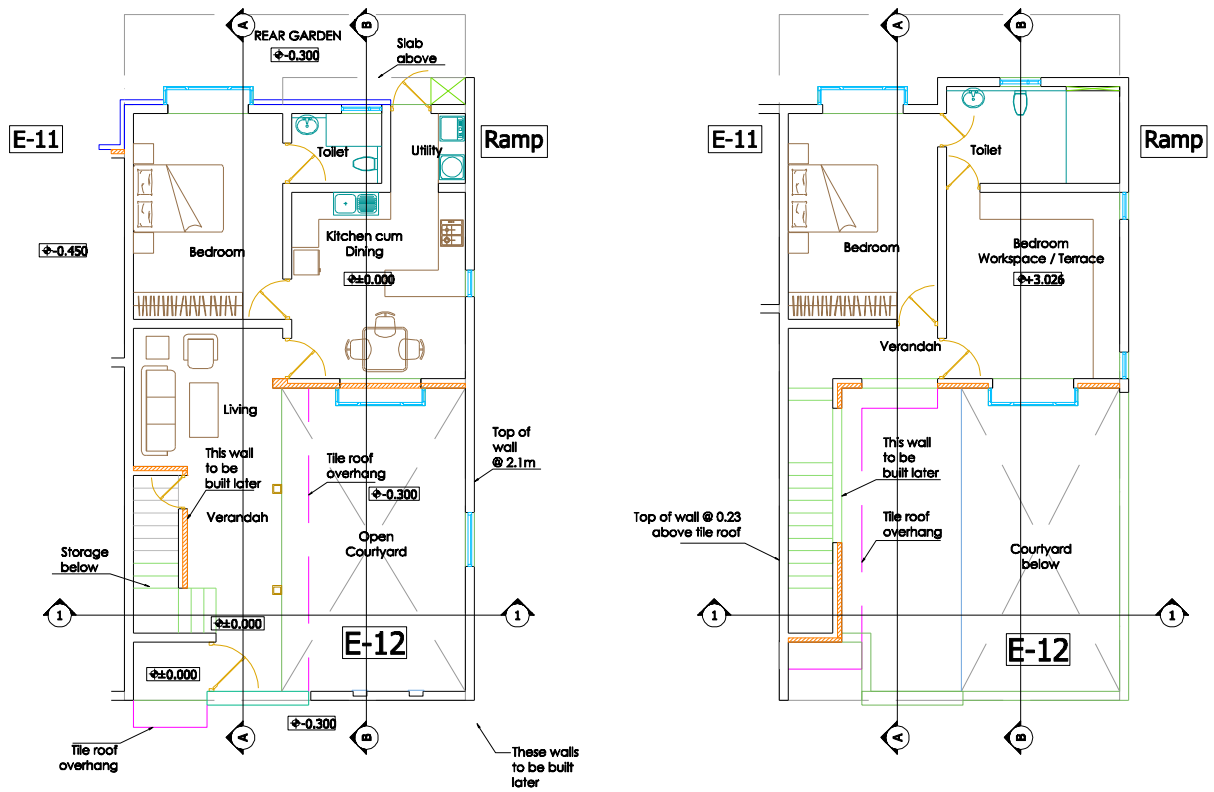 A
B
REAR GARDEN
-0.300
Slab
above
E-11
Toilet
Utility
Ramp
-0.450
Bedroom
Kitchen cum
Dining
±0.000
Living
This wall
to be
built later
Tile roof
overhang
-0.300
Top of
wall
@ 2.1m
Verandah
Open
Courtyard
Storage
below
1
1
±0.000
E-12
±0.000
-0.300
A
B
Tile roof
overhang
These walls
to be built
later
A
B
E-11
Toilet
Ramp
Bedroom
Bedroom
Workspace / Terrace
+3.026
Verandah
This wall
to be
built later
Top of wall @ 0.23
above tile roof
Tile roof
overhang
Courtyard
below
1
1
E-12
A
B